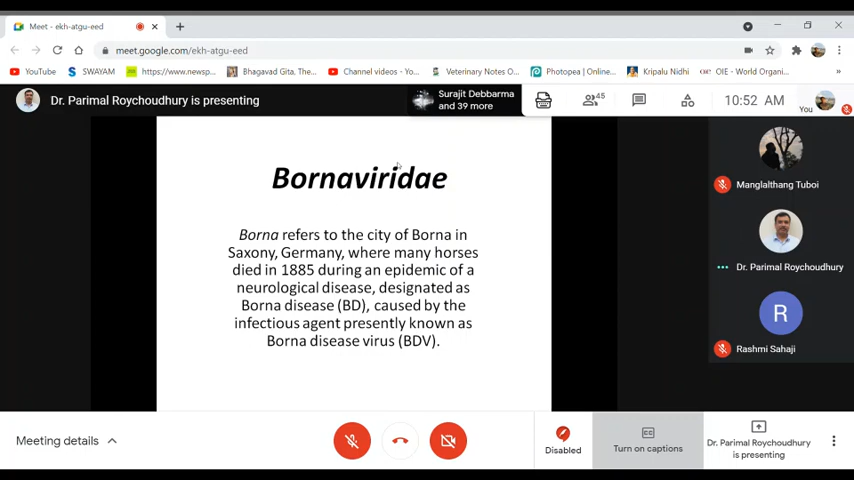 Meet - ekh-atgu-eed
meet.google.com/ekh-atgu-eed
YouTube
SWAYAM
https://www.newsp...
Bhagavad Gita, The...
Channel videos - Yo...
Veterinary Notes O...
Photopea | Online...
Kripalu Nidhi
OIE - World Organi...
»
Dr. Parimal Roychoudhury is presenting
Surajit Debbarma
and 39 more
45
10:52 AM
You
Bornaviridae
Borna refers to the city of Borna in
Saxony, Germany, where many horses
died in 1885 during an epidemic of a
neurological disease, designated as
Borna disease (BD), caused by the
infectious agent presently known as
Borna disease virus (BDV).
Manglalthang Tuboi
Dr. Parimal Roychoudhury
R
Rashmi Sahaji
Meeting details
Disabled
CC
Turn on captions
Dr. Parimal Roychoudhury
is presenting